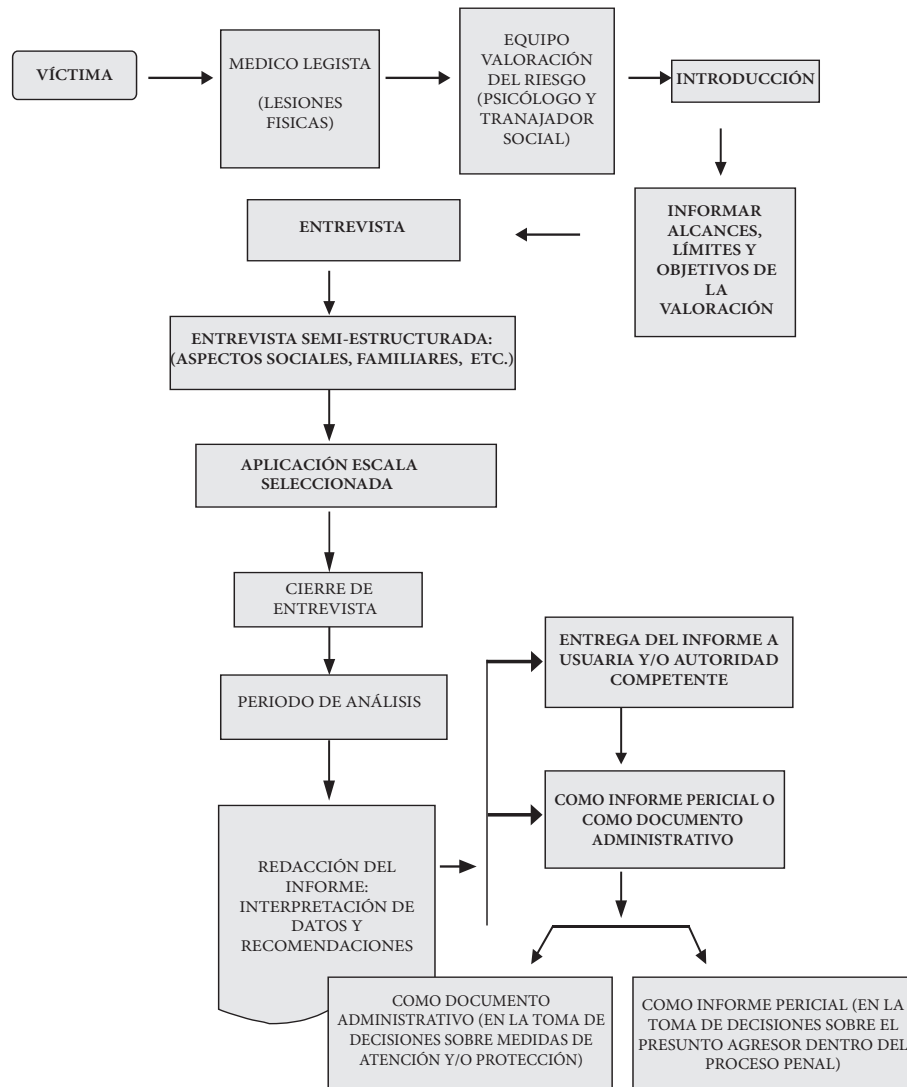 VÍCTIMA
MEDICO LEGISTA
(LESIONES
FISICAS)
EQUIPO
VALORACIÓN
DEL RIESGO
(PSICÓLOGO Y
TRANAJADOR
SOCIAL)
INTRODUCCIÓN
INFORMAR
ALCANCES,
LÍMITES Y
OBJETIVOS DE
LA
VALORACIÓN
ENTREVISTA
ENTREVISTA SEMI-ESTRUCTURADA:
(ASPECTOS SOCIALES, FAMILIARES, ETC.)
APLICACIÓN ESCALA
SELECCIONADA
CIERRE DE
ENTREVISTA
PERIODO DE ANÁLISIS
REDACCIÓN DEL
INFORME:
INTERPRETACIÓN DE
DATOS Y
RECOMENDACIONES
ENTREGA DEL INFORME A
USUARIA Y/O AUTORIDAD
COMPETENTE
COMO INFORME PERICIAL O
COMO DOCUMENTO
ADMINISTRATIVO
COMO DOCUMENTO
ADMINISTRATIVO (EN LA TOMA DE
DECISIONES SOBRE MEDIDAS DE
ATENCIÓN Y/O PROTECCIÓN)
COMO INFORME PERICIAL (EN LA
TOMA DE DECISIONES SOBRE EL
PRESUNTO AGRESOR DENTRO DEL
PROCESO PENAL)